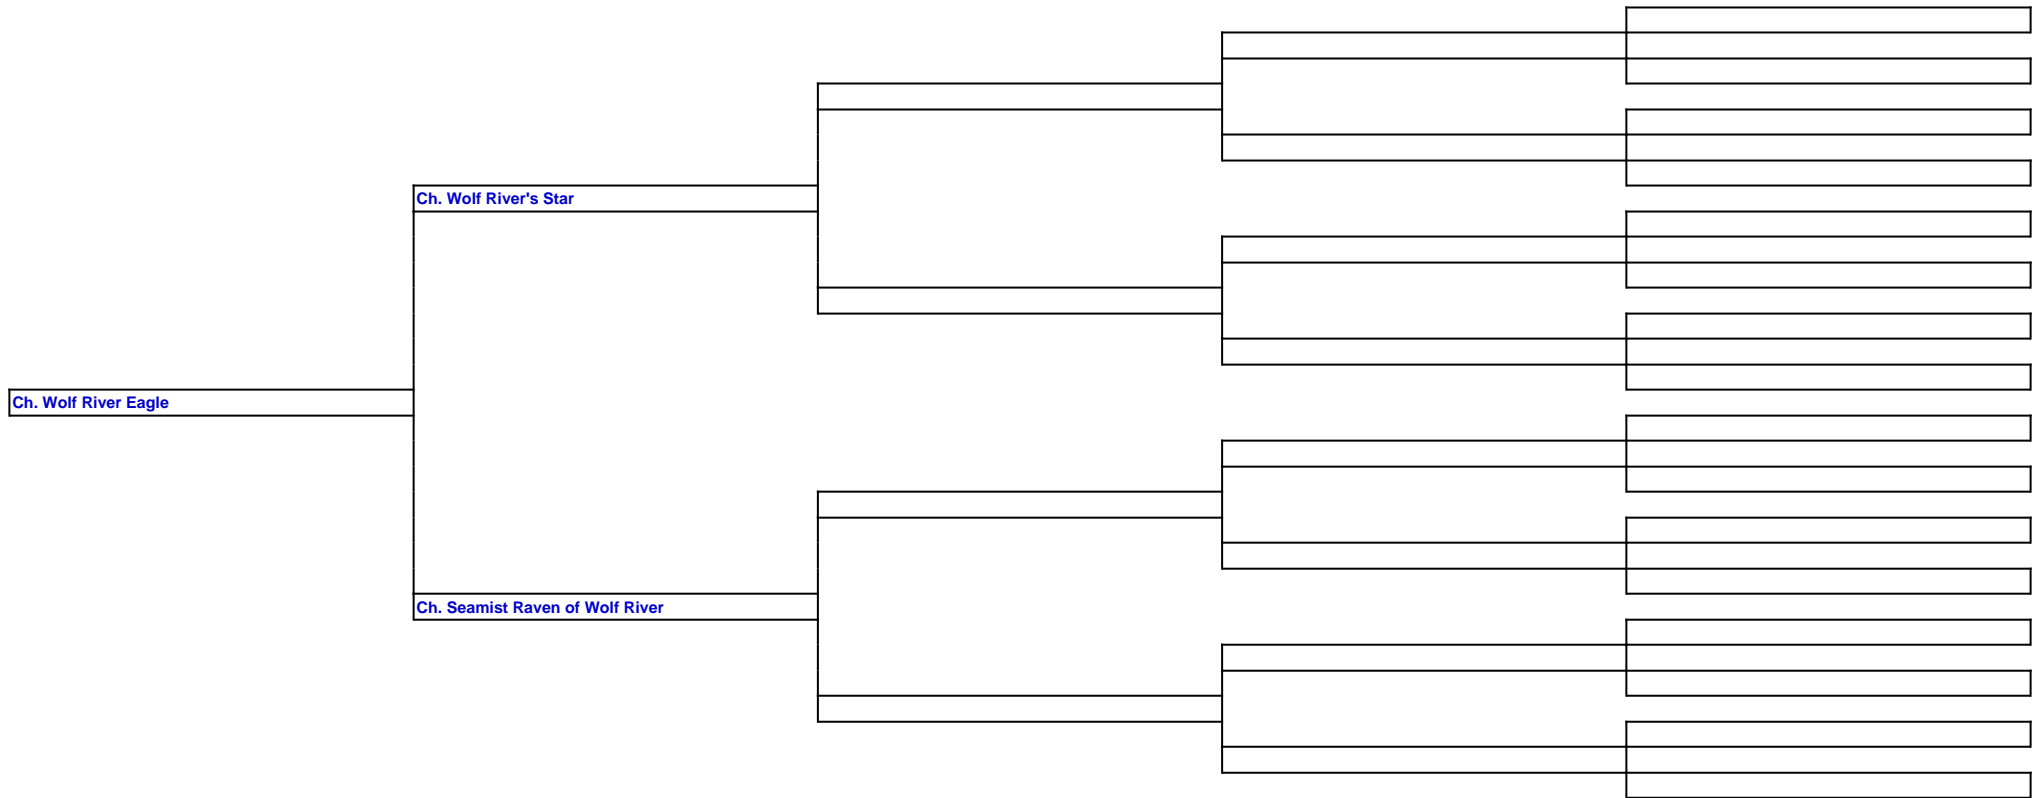 Ch. Wolf River's Star
Ch. Wolf River Eagle
Ch. Seamist Raven of Wolf River